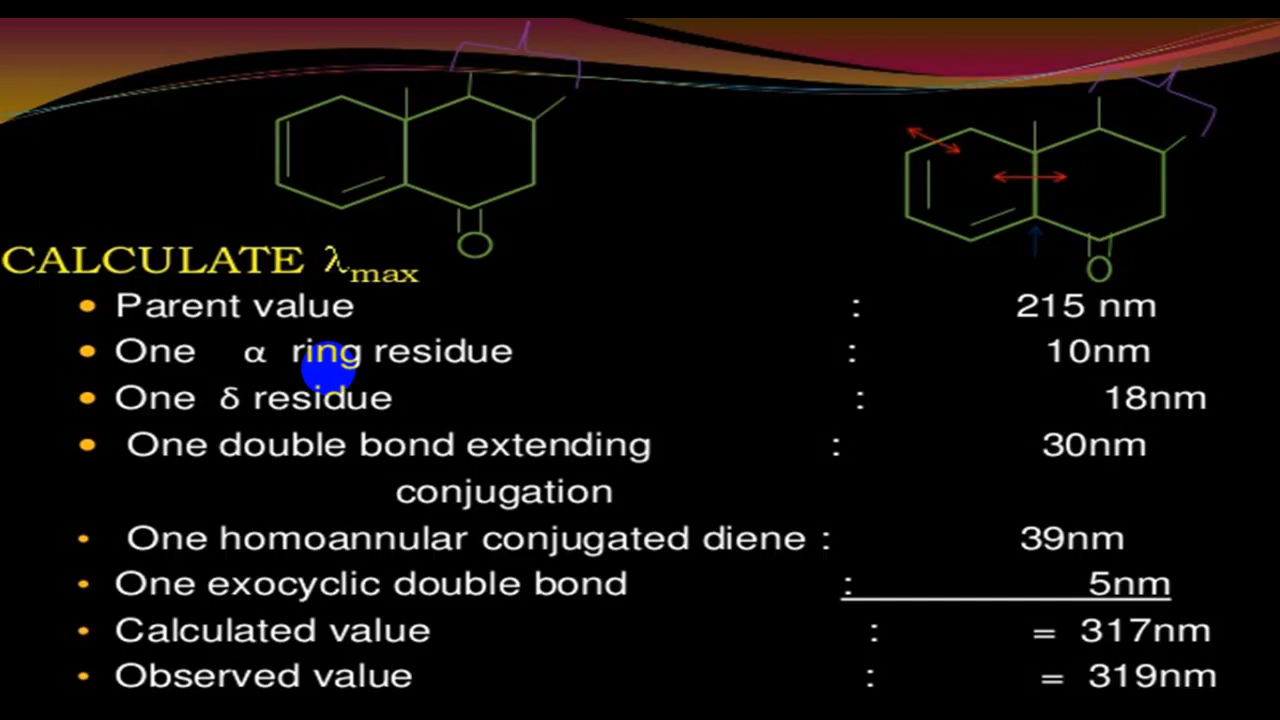 O
O
CALCULATE λmax
• Parent value : 215 nm
• One α ring residue : 10nm
• One δ residue : 18nm
• One double bond extending : 30nm
conjugation
• One homoannular conjugated diene : 39nm
• One exocyclic double bond : 5nm
• Calculated value : = 317nm
• Observed value : = 319nm